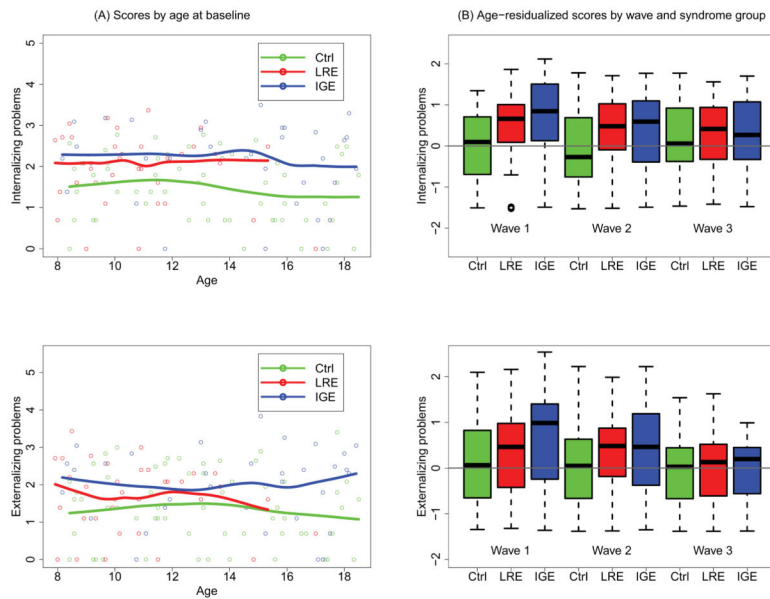 (A) Scores by age at baseline
Internalizing problems
5
4
3
2
1
0
Ctrl
LRE
IGE
8 10 12 14 16 18
Age
(B) Age-residualized scores by wave and syndrome group
Internalizing problems
2
1
0
-2
Wave 1 Wave 2 Wave 3
Ctrl LRE IGE Ctrl LRE IGE Ctrl LRE IGE
Externalizing problems
5
4
3
2
1
0
Ctrl
LRE
IGE
8 10 12 14 16 18
Age
Externalizing problems
2
1
0
-2
Wave 1 Wave 2 Wave 3
Ctrl LRE IGE Ctrl LRE IGE Ctrl LRE IGE